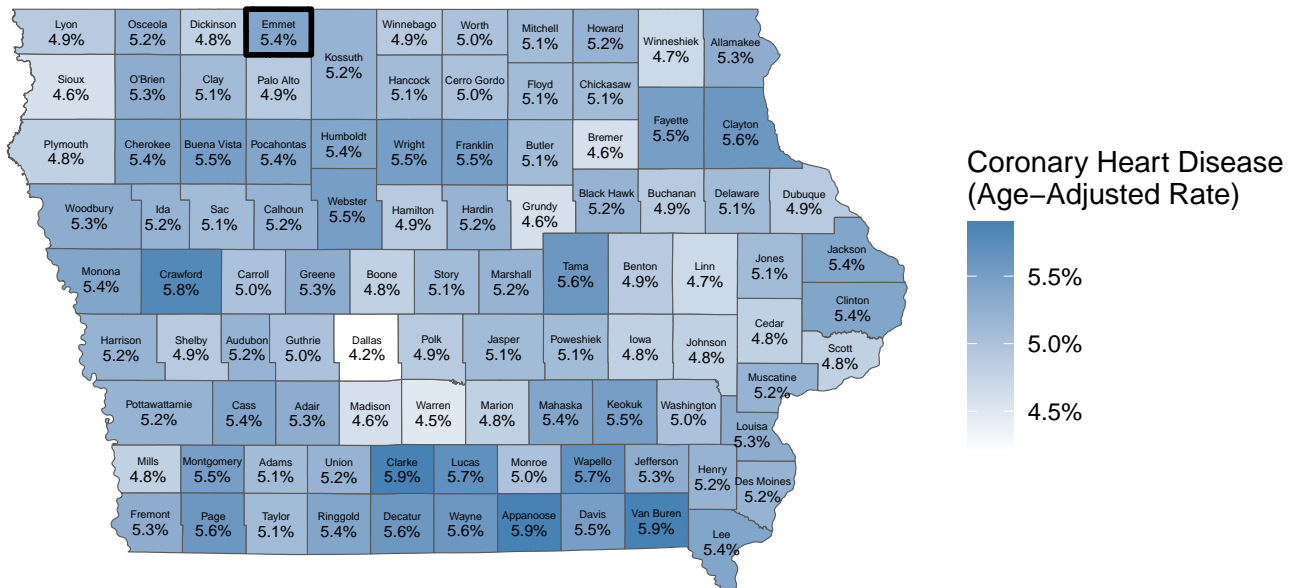 Lyon Osceola Dickinson Emmet Winnebago Worth Mitchell Howard Winneshiek Allamakee
4.9% 5.2% 4.8% 5.4% 4.9% 5.0% 5.1% 5.2% 4.7% 5.3%
Kossuth
5.2%
Sioux O'Brien Clay Palo Alto Hancock Cerro Gordo Floyd Chickasaw
4.6% 5.3% 5.1% 4.9% 5.1% 5.0% 5.1% 5.1%
Fayette Clayton
5.5% 5.6%
Plymouth Cherokee Buena Vista Pocahontas Humboldt Wright Franklin Butler Bremer
4.8% 5.4% 5.5% 5.4% 5.4% 5.5% 5.5% 5.1% 4.6%
Coronary Heart Disease
(Age−Adjusted Rate)
Woodbury Ida Sac Calhoun Webster Hamilton Hardin Grundy Black Hawk Buchanan Delaware Dubuque
5.3% 5.2% 5.1% 5.2% 5.5% 4.9% 5.2% 4.6% 5.2% 4.9% 5.1% 4.9%
Monona Crawford Carroll Greene Boone Story Marshall Tama Benton Linn Jones Jackson
5.4% 5.8% 5.0% 5.3% 4.8% 5.1% 5.2% 5.6% 4.9% 4.7% 5.1% 5.4%
5.5%
Clinton
5.4%
Harrison Shelby Audubon Guthrie Dallas Polk Jasper Poweshiek Iowa Johnson Cedar Scott
5.2% 4.9% 5.2% 5.0% 4.2% 4.9% 5.1% 5.1% 4.8% 4.8% 4.8% 4.8%
5.0%
Muscatine
5.2%
Pottawattamie Cass Adair Madison Warren Marion Mahaska Keokuk Washington
5.2% 5.4% 5.3% 4.6% 4.5% 4.8% 5.4% 5.5% 5.0%
4.5%
Louisa
5.3%
Mills Montgomery Adams Union Clarke Lucas Monroe Wapello Jefferson Henry Des Moines
4.8% 5.5% 5.1% 5.2% 5.9% 5.7% 5.0% 5.7% 5.3% 5.2% 5.2%
Fremont Page Taylor Ringgold Decatur Wayne Appanoose Davis Van Buren
5.3% 5.6% 5.1% 5.4% 5.6% 5.6% 5.9% 5.5% 5.9%
Lee
5.4%